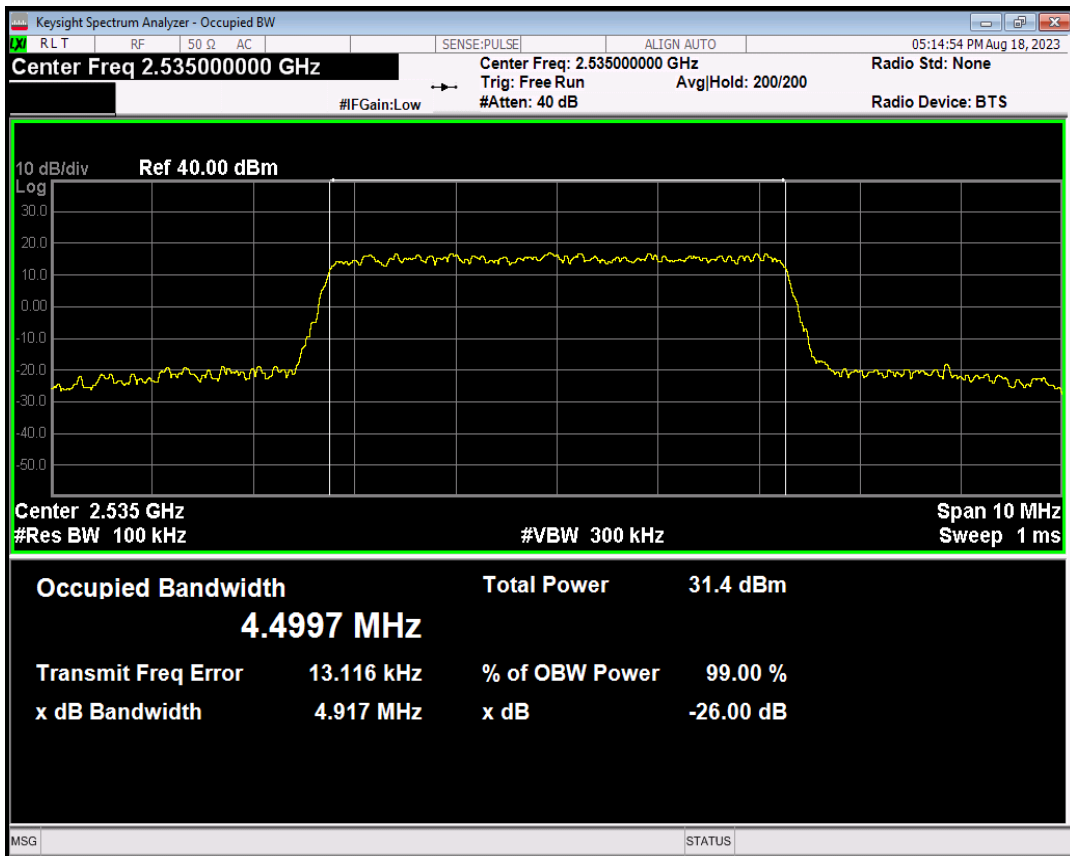 Keysight Spectrum Analyzer - Occupied BW
LXI RLT RF 50 Ω AC SENSE:PULSE ALIGN AUTO 05:14:54 PM Aug 18, 2023
Center Freq 2.535000000 GHz Center Freq: 2.535000000 GHz Radio Std: None
Trig: Free Run Avg|Hold: 200/200
#IFGain:Low #Atten: 40 dB Radio Device: BTS
10 dB/div Ref 40.00 dBm
Log
30.0
20.0
10.0
0.00
-10.0
-20.0
-30.0
-40.0
-50.0
Center 2.535 GHz Span 10 MHz
#Res BW 100 kHz #VBW 300 kHz Sweep 1 ms
Occupied Bandwidth Total Power 31.4 dBm
4.4997 MHz
Transmit Freq Error 13.116 kHz % of OBW Power 99.00 %
x dB Bandwidth 4.917 MHz x dB -26.00 dB
MSG STATUS